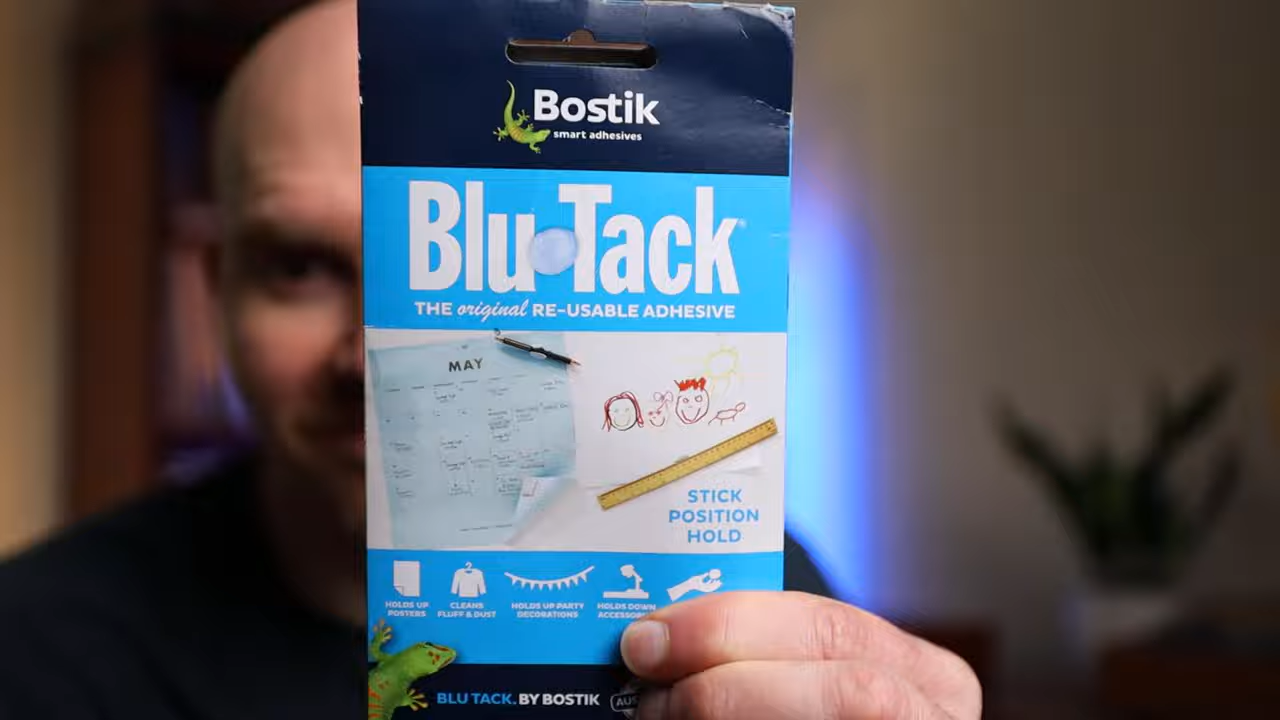 Bostik
smart adhesives
Blu Tack
THE original RE-USABLE ADHESIVE
MAY
STICK
POSITION
HOLD
HOLDS UP
POSTERS
CLEANS
FLUFF & DUST
HOLDS UP PARTY
DECORATIONS
HOLDS DOWN
BLU TACK. BY BOSTIK
AUS